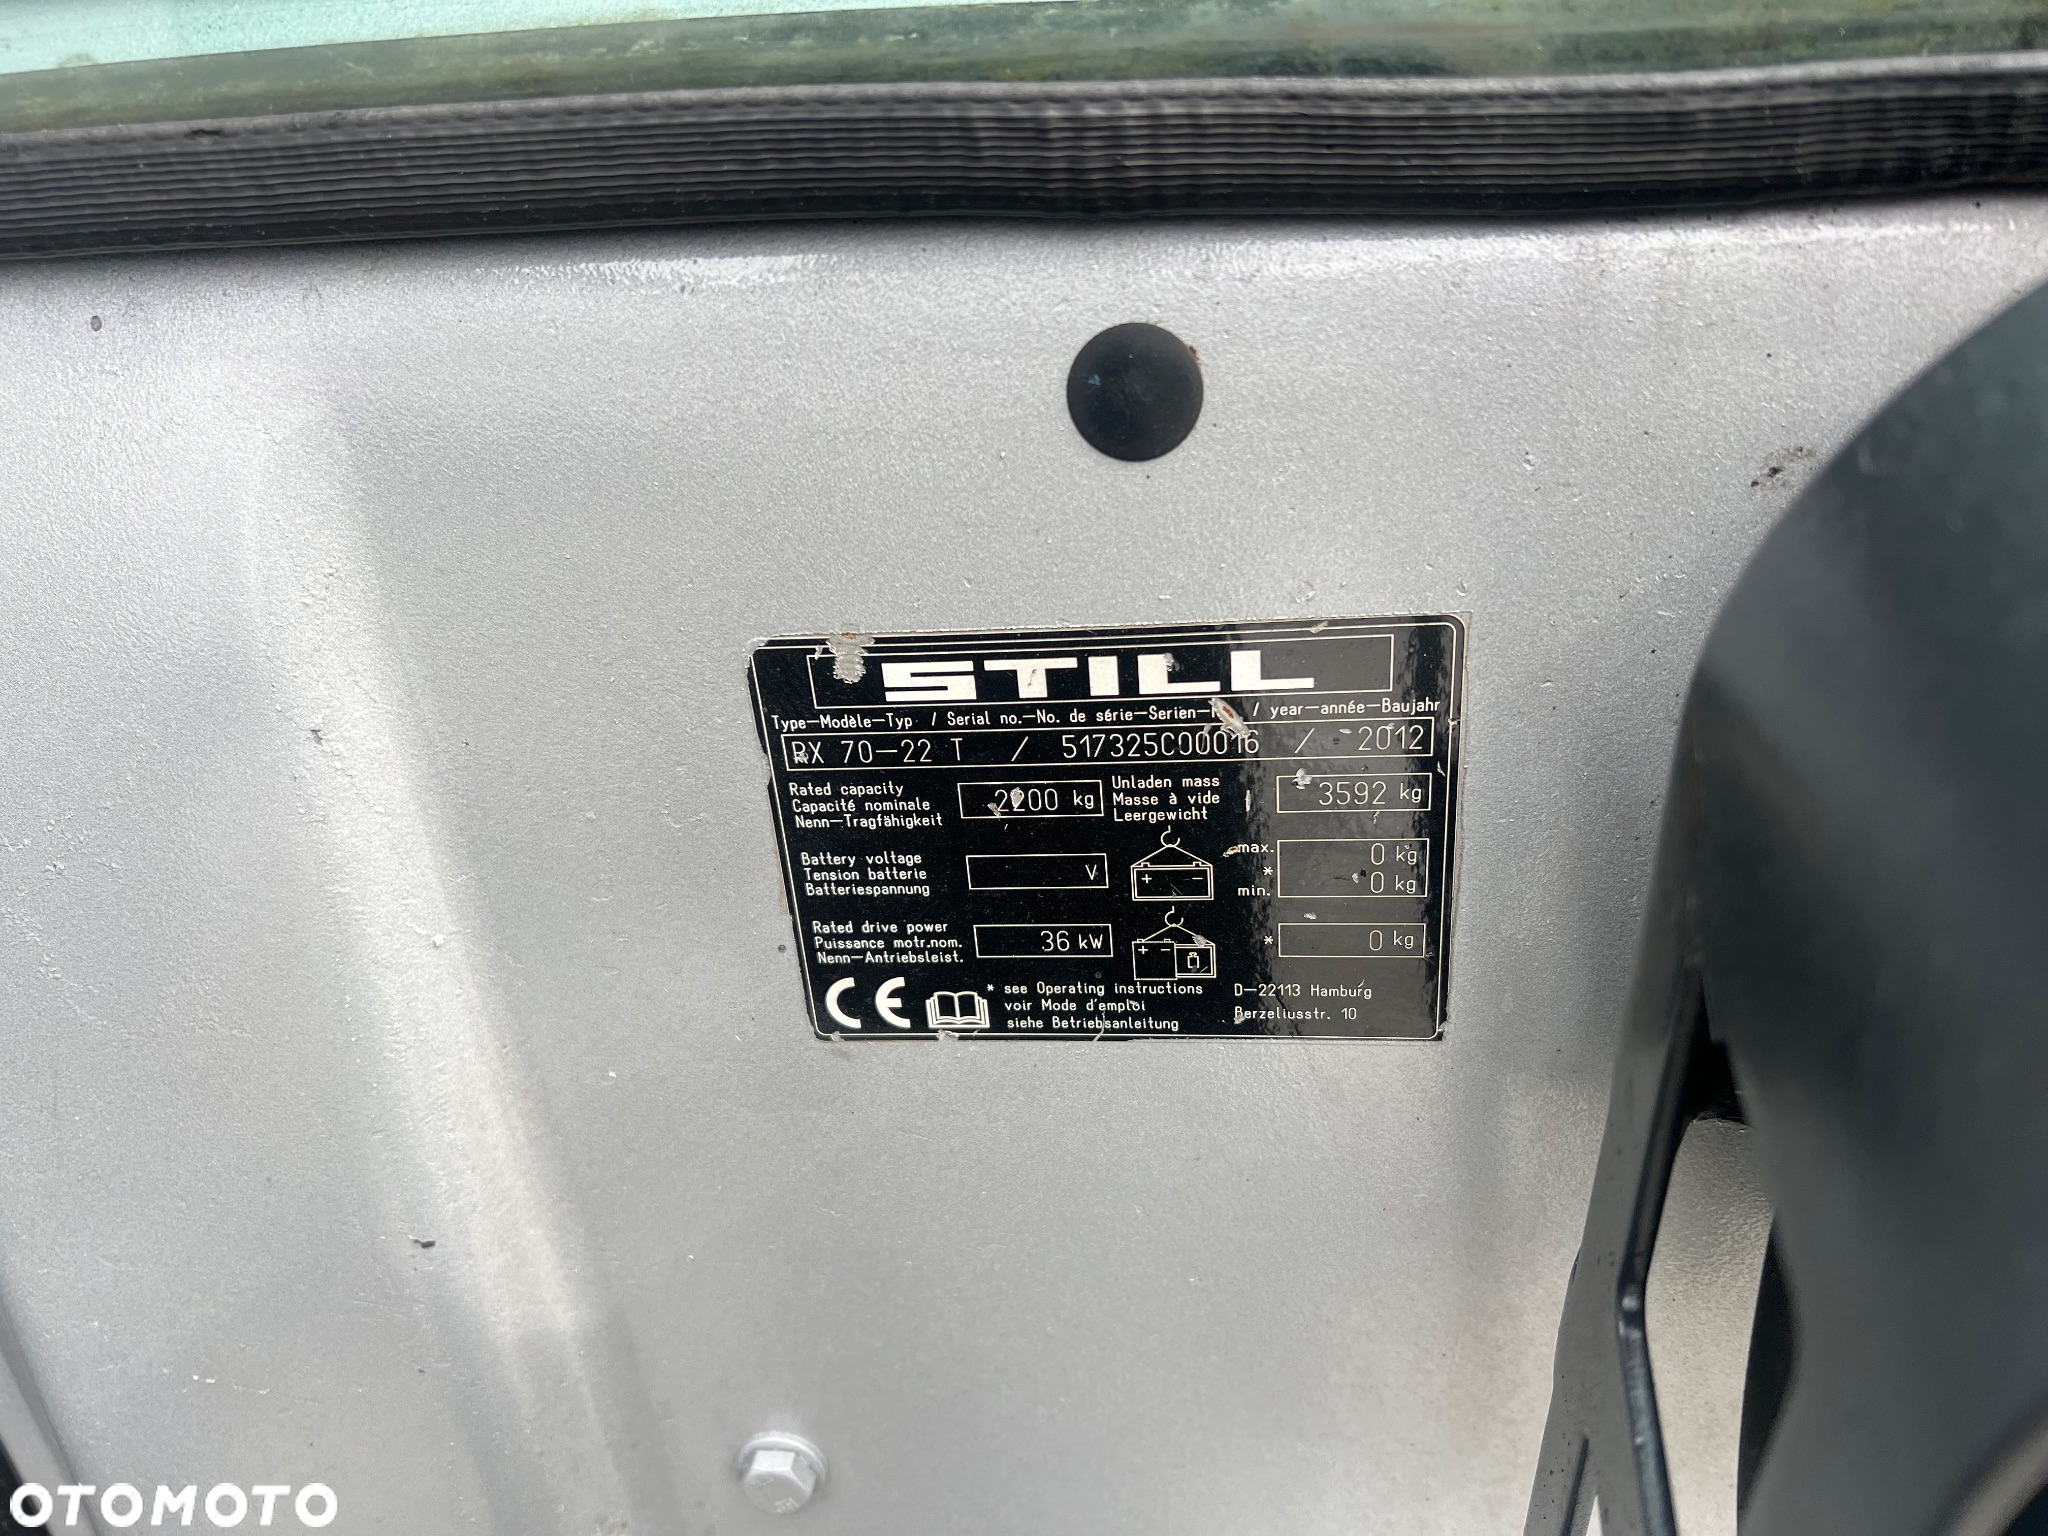 STILL
Type-Modèle-Typ / Serial no.-No. de série-Serien- / year-année-Baujahr
RX 70-22 T / 517325C00016 / 2012
Rated capacity
Capacité nominale
Nenn-Tragfähigkeit
2200 kg
Unladen mass
Masse à vide
Leergewicht
3592 kg
Battery voltage
Tension batterie
Batteriespannung
V
+ -
max. 0 kg
*
min. 0 kg
Rated drive power
Puissance motr.nom.
Nenn-Antriebsleist.
36 kW
+ -
* 0 kg
CE
* see Operating instructions
voir Mode d'emploi
siehe Betriebsanleitung
D-22113 Hamburg
Berzeliusstr. 10
OTOMOTO